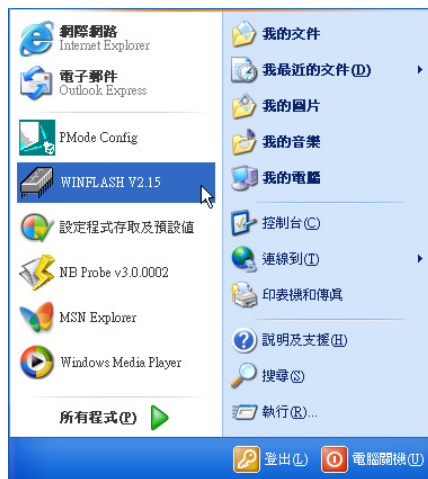 網際網路
Internet Explorer
電子郵件
Outlook Express
PMode Config
WINFLASH V2.15
設定程式存取及預設值
NB Probe v3.0.0002
MSN Explorer
Windows Media Player
所有程式(P)
我的文件
我最近的文件(D)
我的圖片
我的音樂
我的電腦
控制台(C)
連線到(T)
印表機和傳真
說明及支援(H)
搜尋(S)
執行(R)...
登出(L)
電腦關機(U)